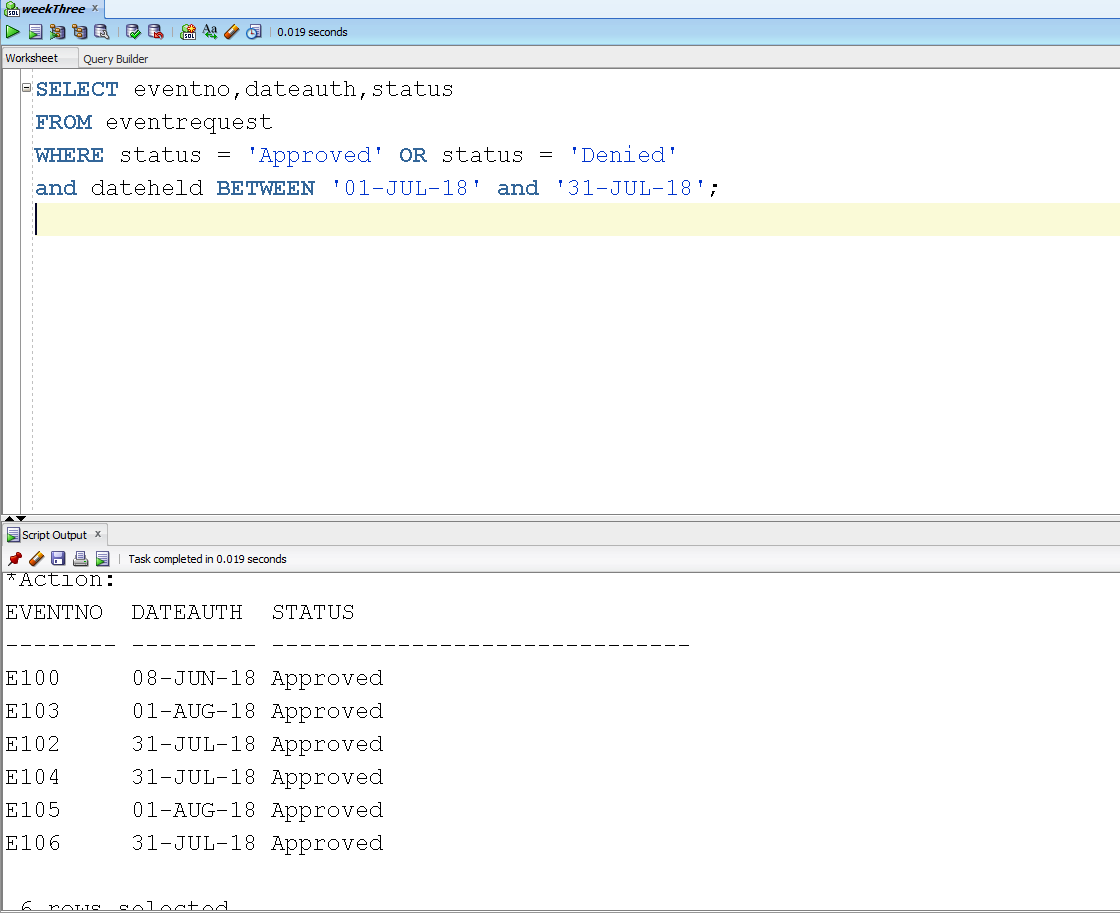 weekThree
0.019 seconds
Worksheet Query Builder
SELECT eventno,dateauth,status
FROM eventrequest
WHERE status = 'Approved' OR status = 'Denied'
and dateheld BETWEEN '01-JUL-18' and '31-JUL-18';
Script Output
Task completed in 0.019 seconds
*Action:
EVENTNO DATEAUTH STATUS
-------- --------- ------------------------------
E100 08-JUN-18 Approved
E103 01-AUG-18 Approved
E102 31-JUL-18 Approved
E104 31-JUL-18 Approved
E105 01-AUG-18 Approved
E106 31-JUL-18 Approved
6 rows selected